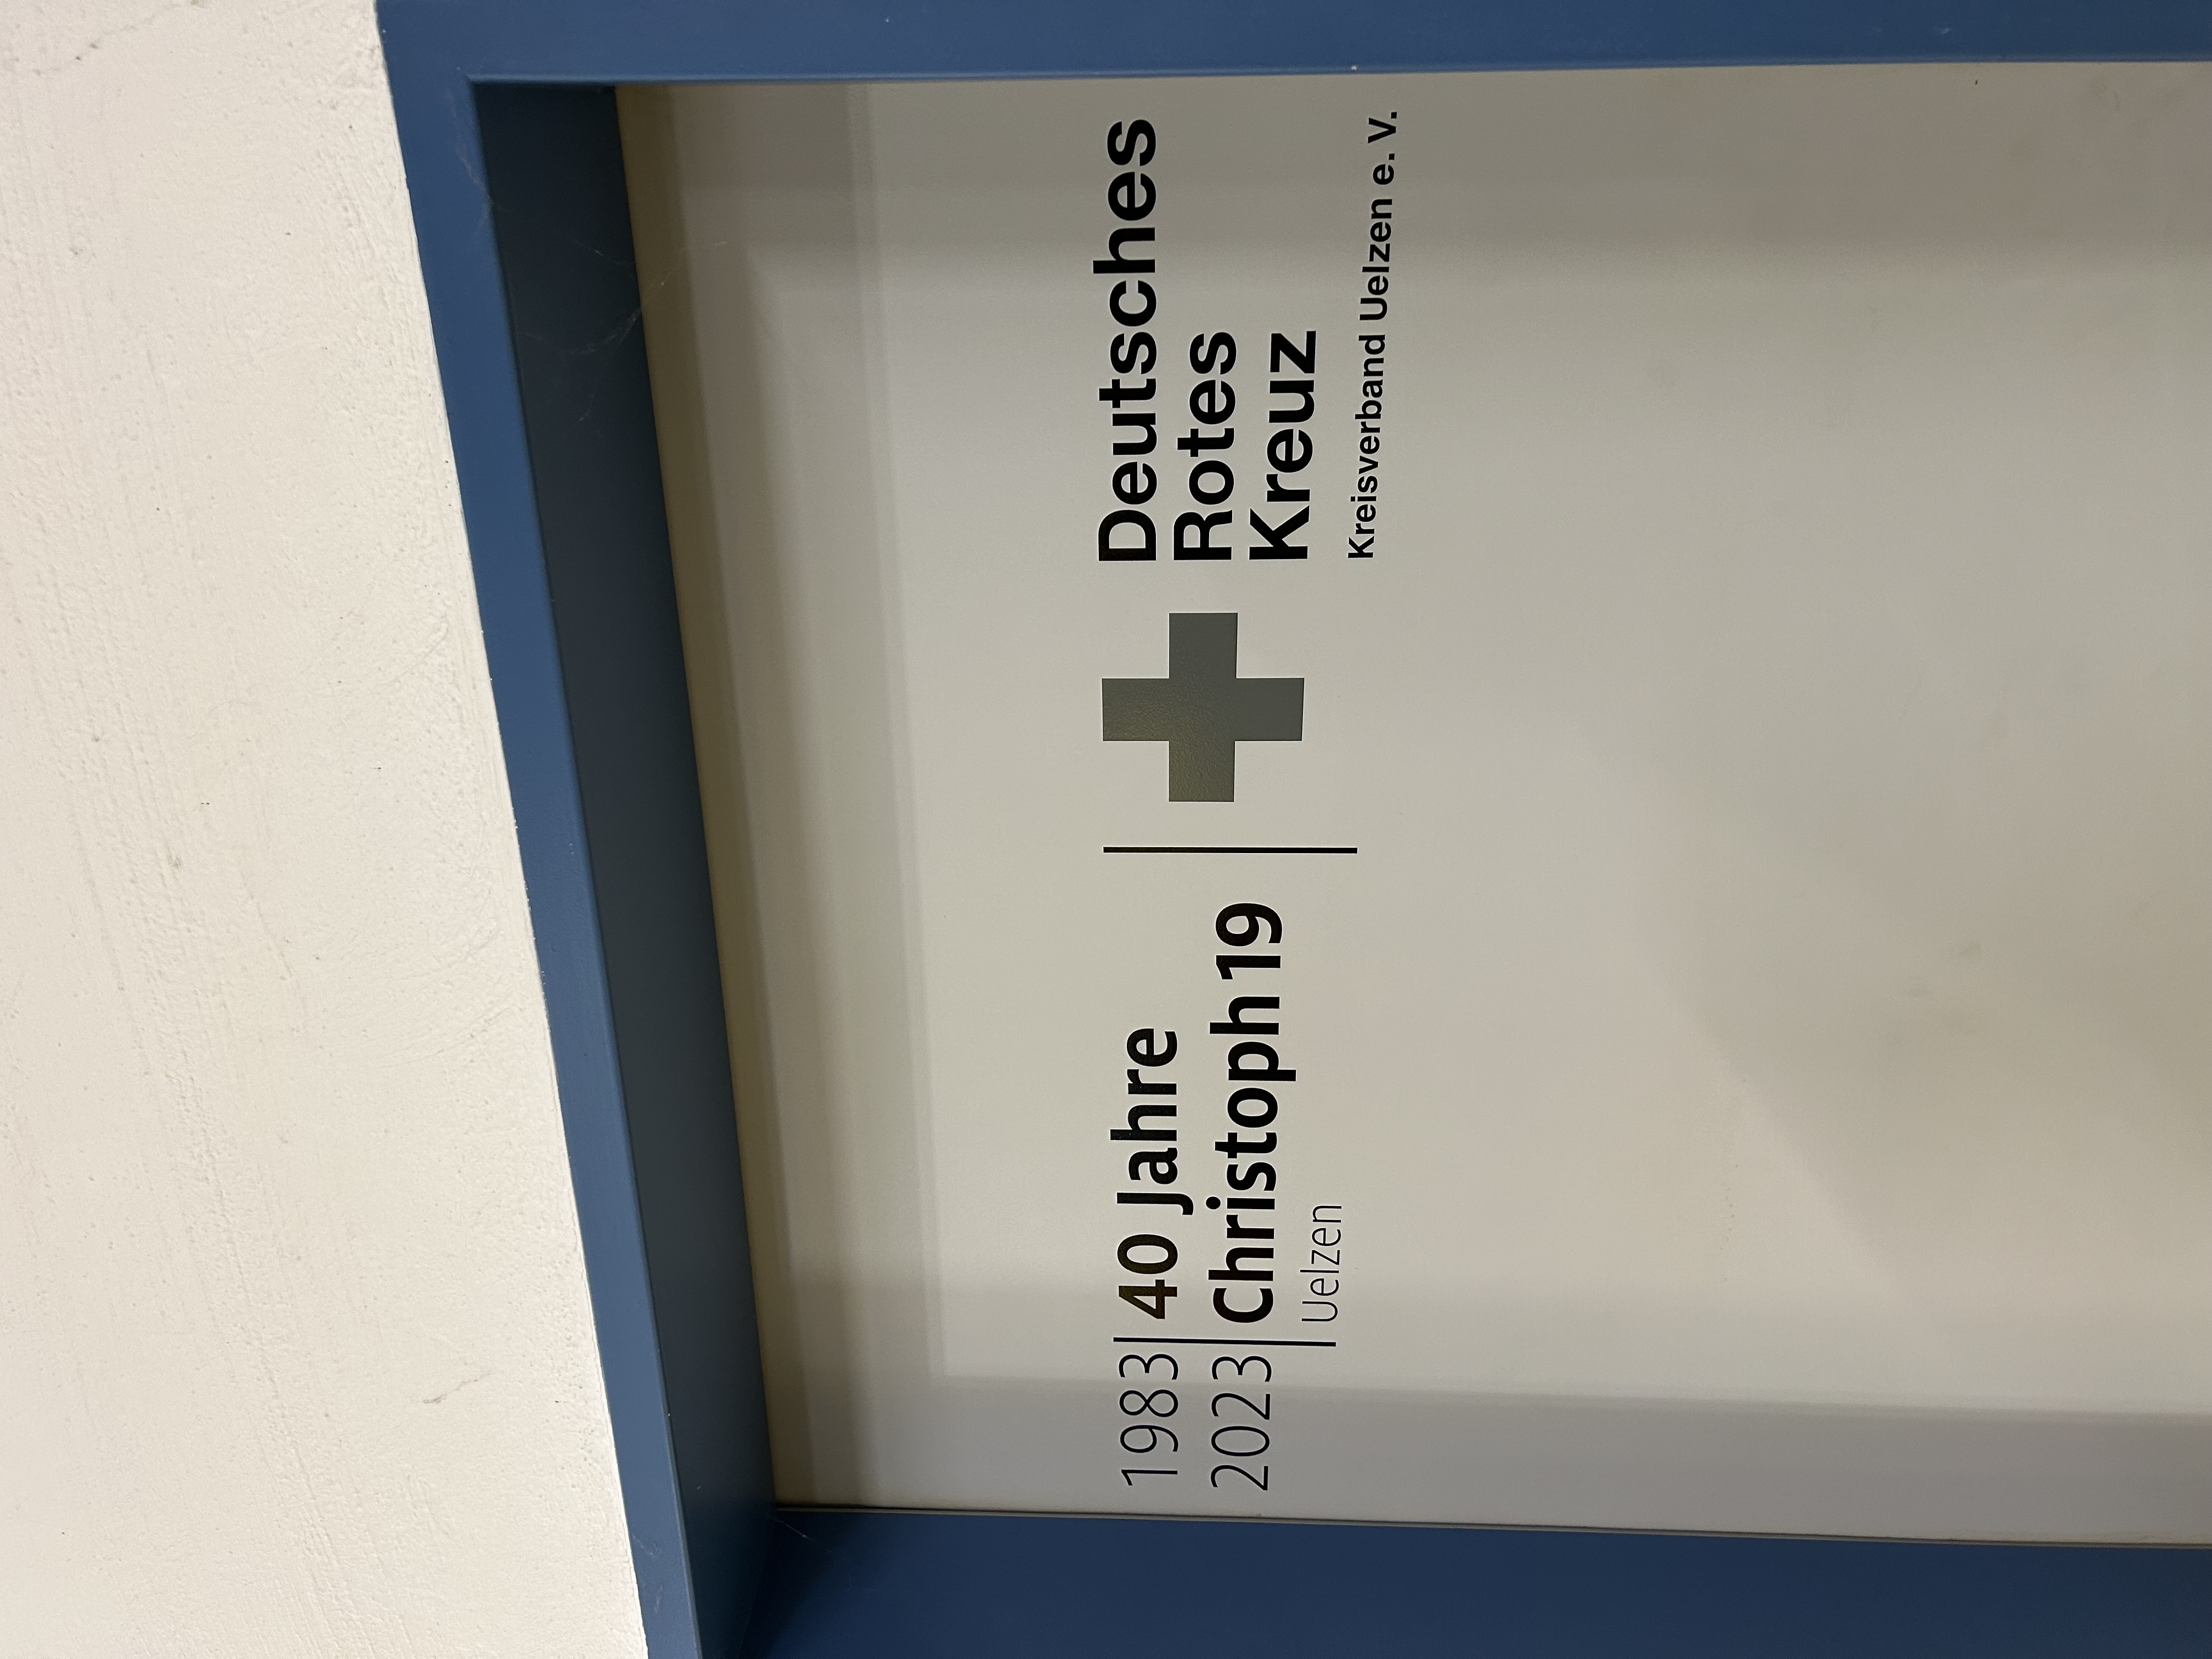 1983 | 40 Jahre
2023 | Christoph 19
| Uelzen
Deutsches
Rotes
Kreuz
Kreisverband Uelzen e. V.